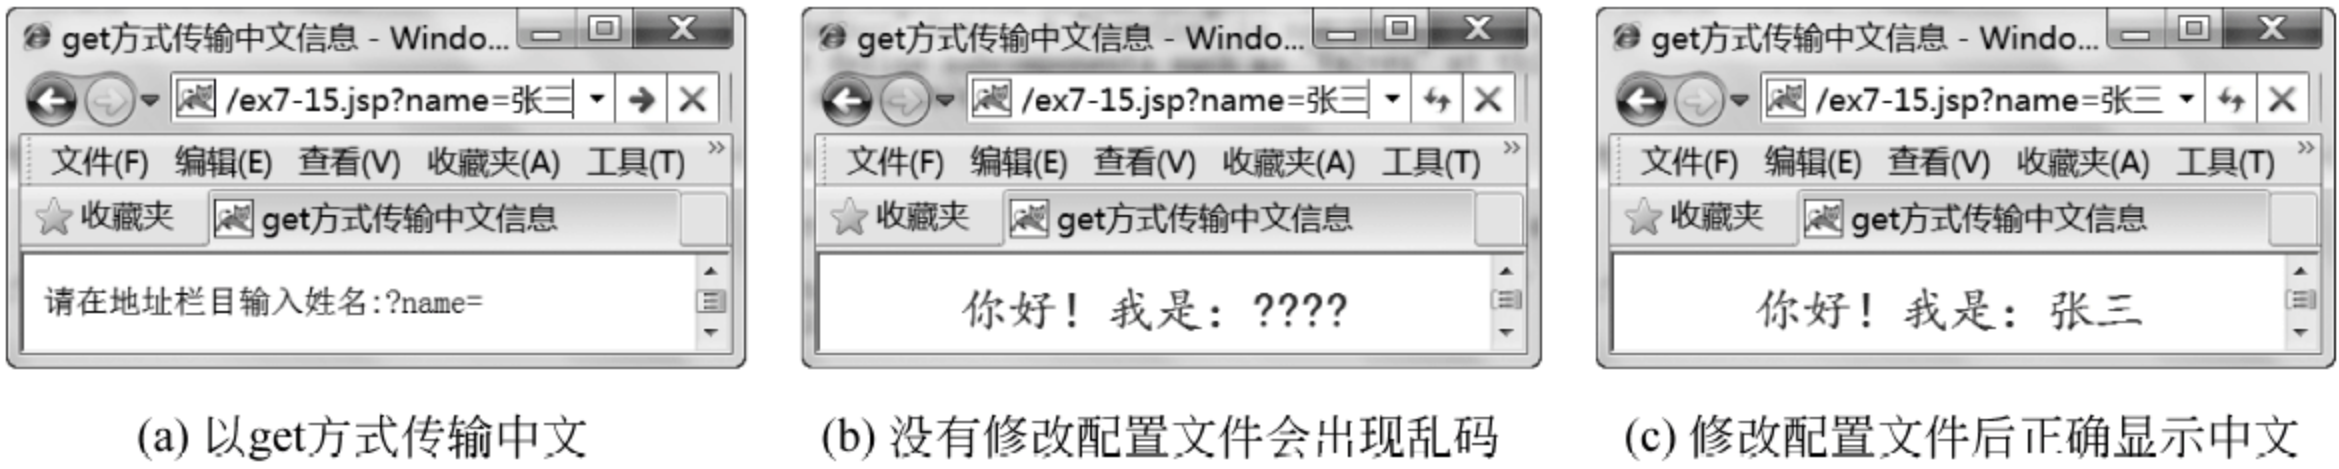 get方式传输中文信息 - Windo...
/ex7-15.jsp?name=张三
文件(F) 编辑(E) 查看(V) 收藏夹(A) 工具(T) »
收藏夹 get方式传输中文信息
请在地址栏目输入姓名:?name=
(a) 以get方式传输中文
get方式传输中文信息 - Windo...
/ex7-15.jsp?name=张三
文件(F) 编辑(E) 查看(V) 收藏夹(A) 工具(T) »
收藏夹 get方式传输中文信息
你好！我是：????
(b) 没有修改配置文件会出现乱码
get方式传输中文信息 - Windo...
/ex7-15.jsp?name=张三
文件(F) 编辑(E) 查看(V) 收藏夹(A) 工具(T) »
收藏夹 get方式传输中文信息
你好！我是：张三
(c) 修改配置文件后正确显示中文